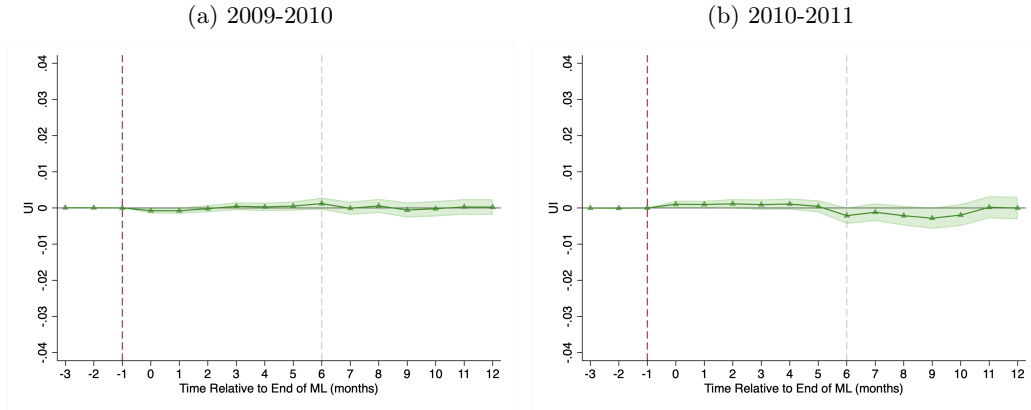 (a) 2009-2010
.04
.03
.02
.01
0
-.01
-.02
-.03
-.04
UI
-3 -2 -1 0 1 2 3 4 5 6 7 8 9 10 11 12
Time Relative to End of ML (months)
(b) 2010-2011
.04
.03
.02
.01
0
-.01
-.02
-.03
-.04
UI
-3 -2 -1 0 1 2 3 4 5 6 7 8 9 10 11 12
Time Relative to End of ML (months)